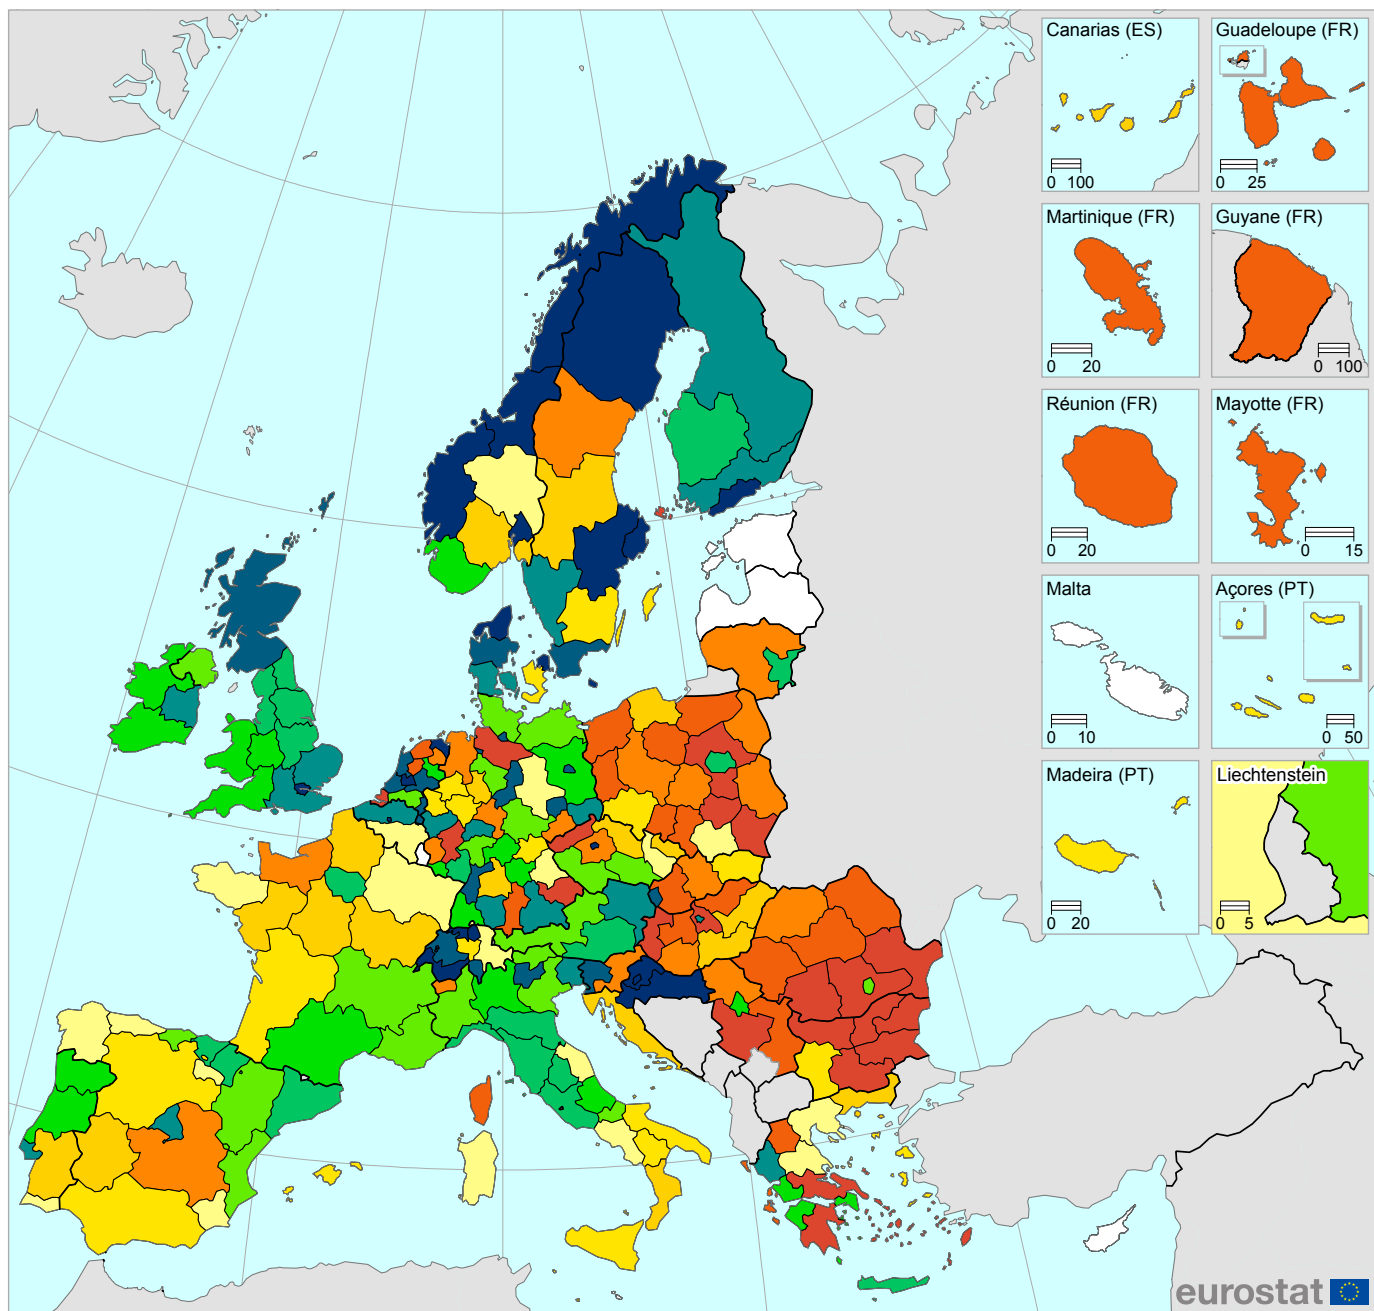 Canarias (ES)
0 100
Guadeloupe (FR)
0 25
Martinique (FR)
0 20
Guyane (FR)
0 100
Réunion (FR)
0 20
Mayotte (FR)
0 15
Malta
0 10
Açores (PT)
0 50
Madeira (PT)
0 20
Liechtenstein
0 5
eurostat